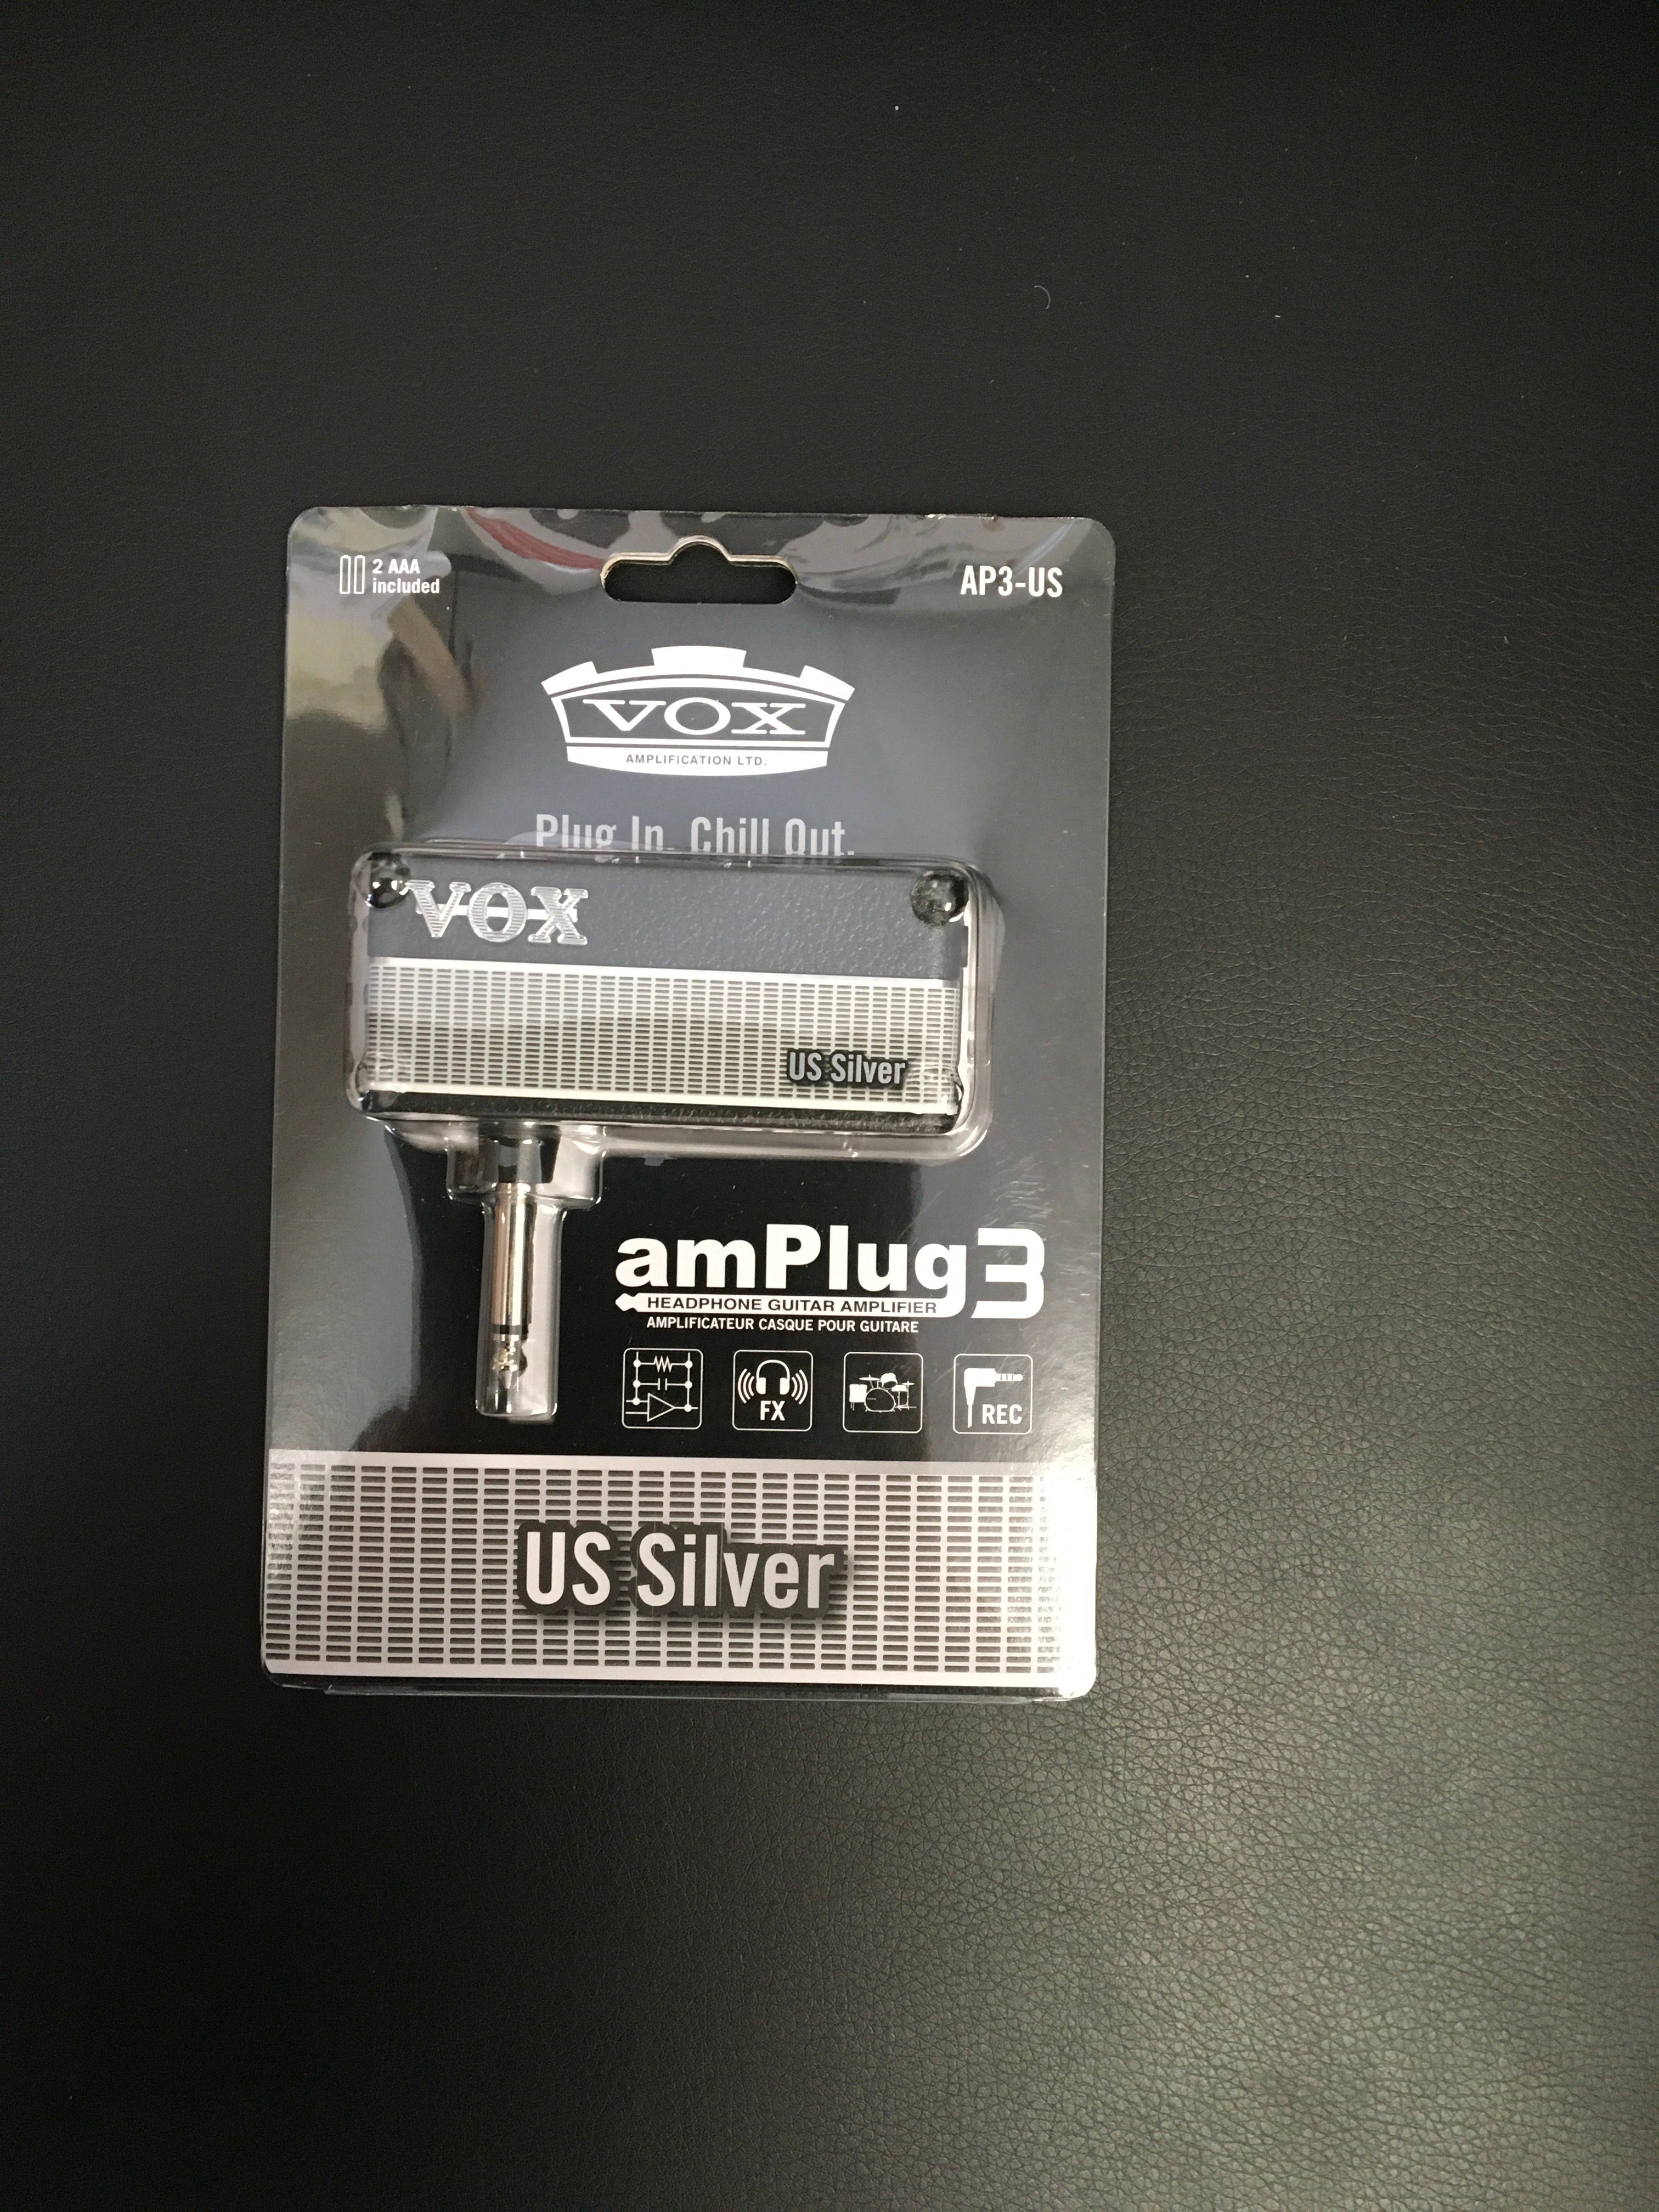 2 AAA
included
AP3-US
VOX
AMPLIFICATION LTD.
Plug In. Chill Out.
VOX
US Silver
amPlug3
HEADPHONE GUITAR AMPLIFIER
AMPLIFICATEUR CASQUE POUR GUITARE
FX
REC
US Silver